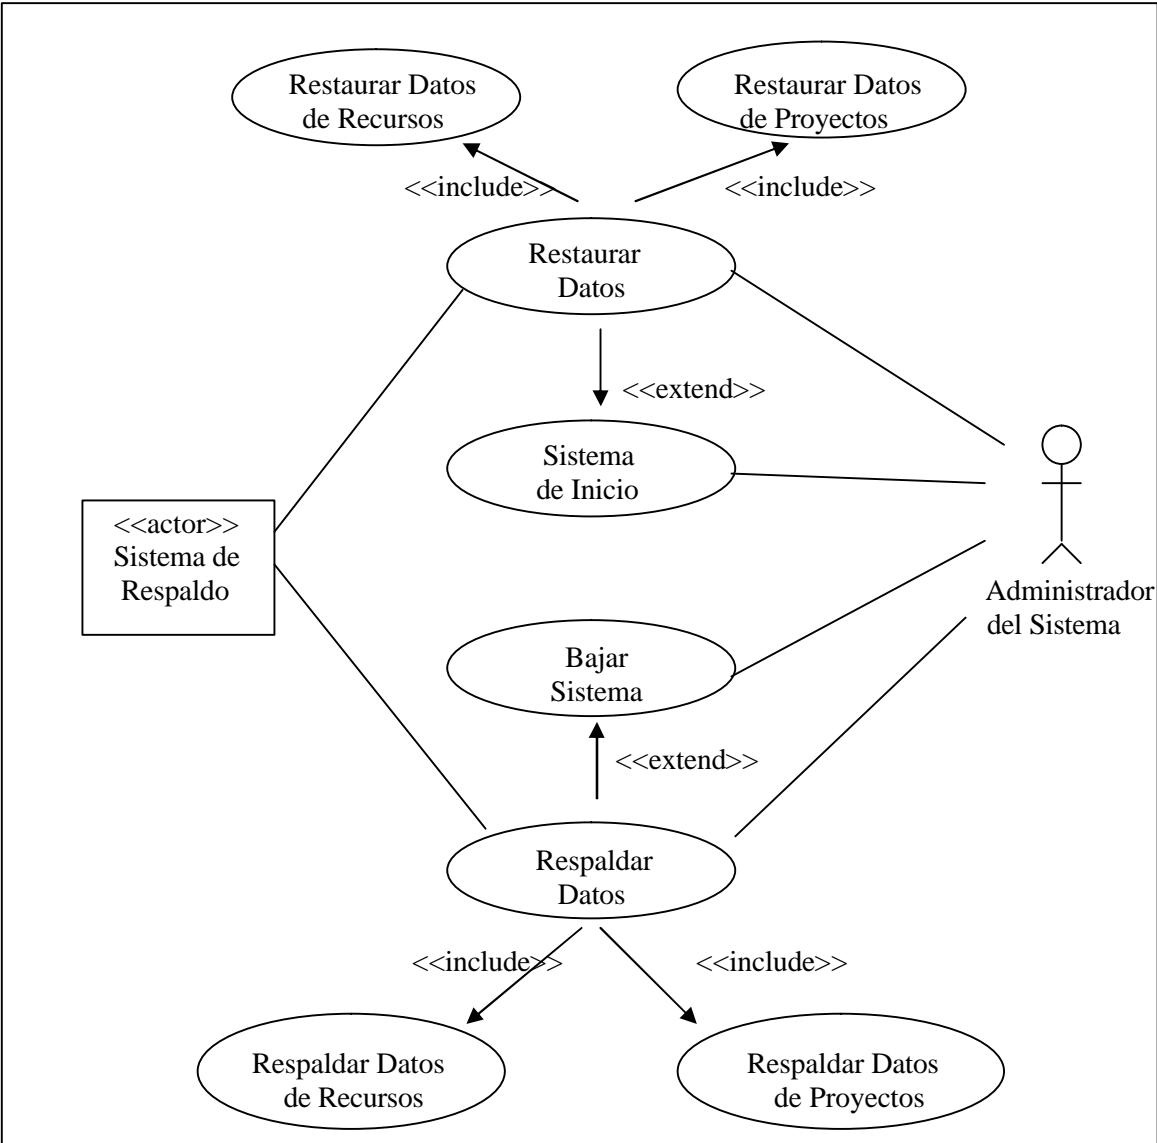 Restaurar Datos
de Recursos
Restaurar Datos
de Proyectos
<<include>>
<<include>>
Restaurar
Datos
<<extend>>
Sistema
de Inicio
<<actor>>
Sistema de
Respaldo
Administrador
del Sistema
Bajar
Sistema
<<extend>>
Respaldar
Datos
<<include>>
<<include>>
Respaldar Datos
de Recursos
Respaldar Datos
de Proyectos